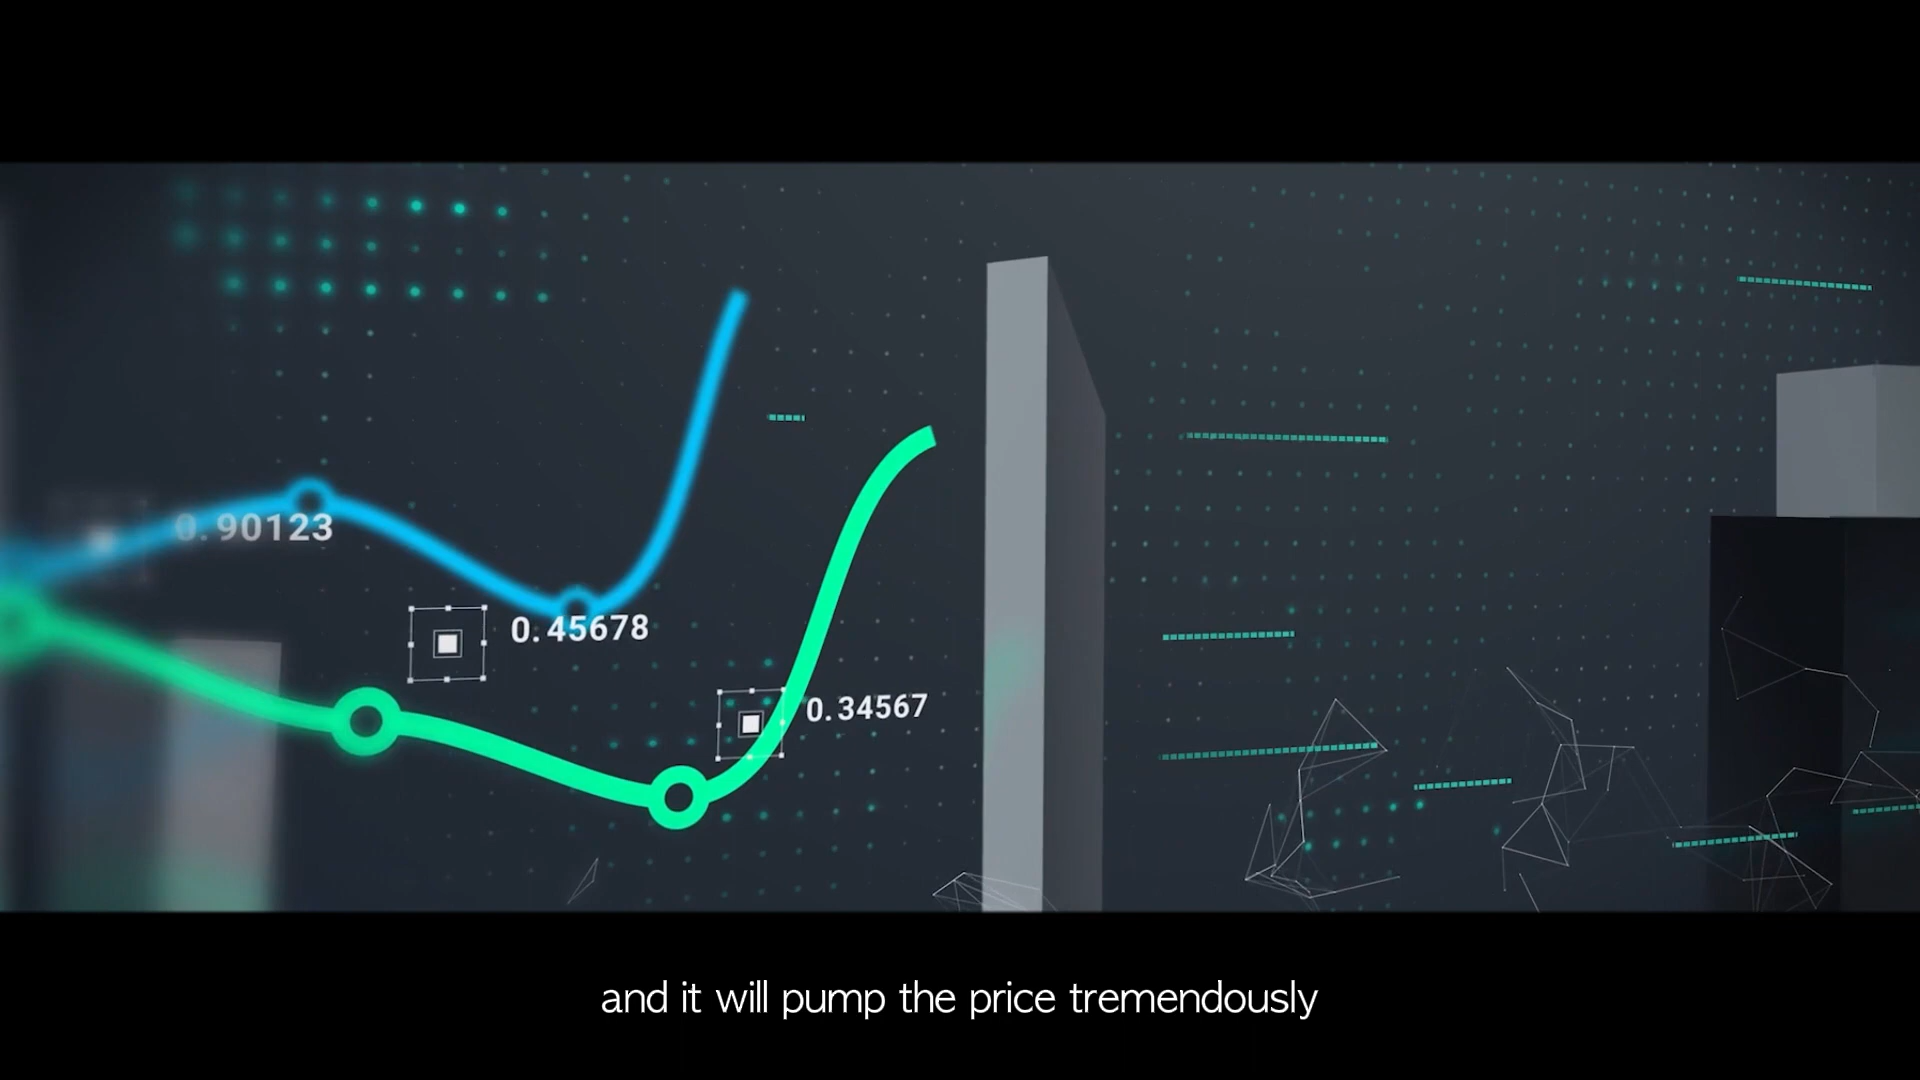 0.90123
0.45678
0.34567
and it will pump the price tremendously